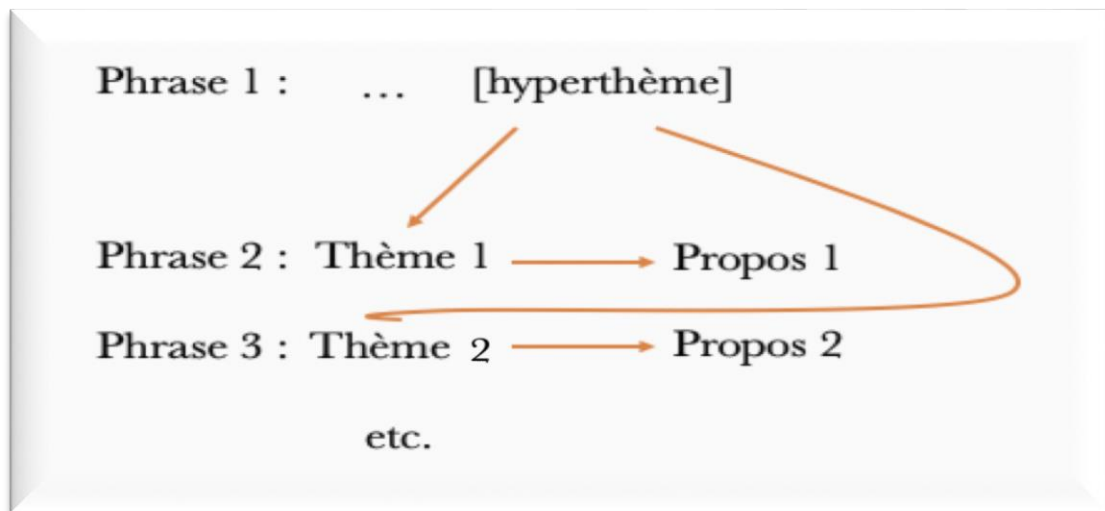 Phrase 1 : ... [hyperthème]
Phrase 2 : Thème 1 Propos 1
Phrase 3 : Thème 2 Propos 2
etc.